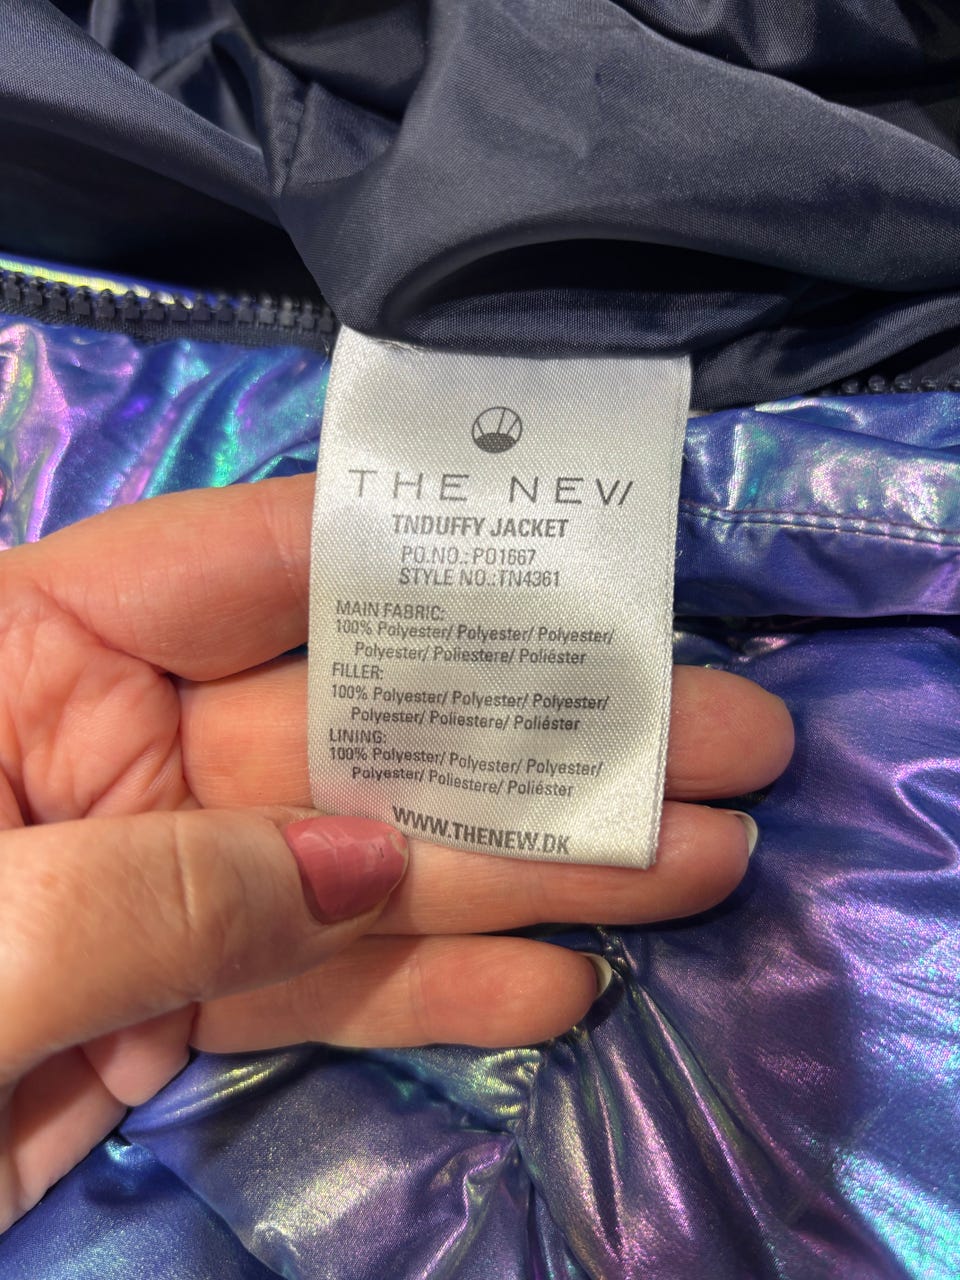 THE NEW
TNDUFFY JACKET
PO.NO.: PO1667
STYLE NO.:TN4361
MAIN FABRIC:
100% Polyester/ Polyester/ Polyester/
Polyester/ Poliestere/ Poliéster
FILLER:
100% Polyester/ Polyester/ Polyester/
Polyester/ Poliestere/ Poliéster
LINING:
100% Polyester/ Polyester/ Polyester/
Polyester/ Poliestere/ Poliéster
WWW.THENEW.DK